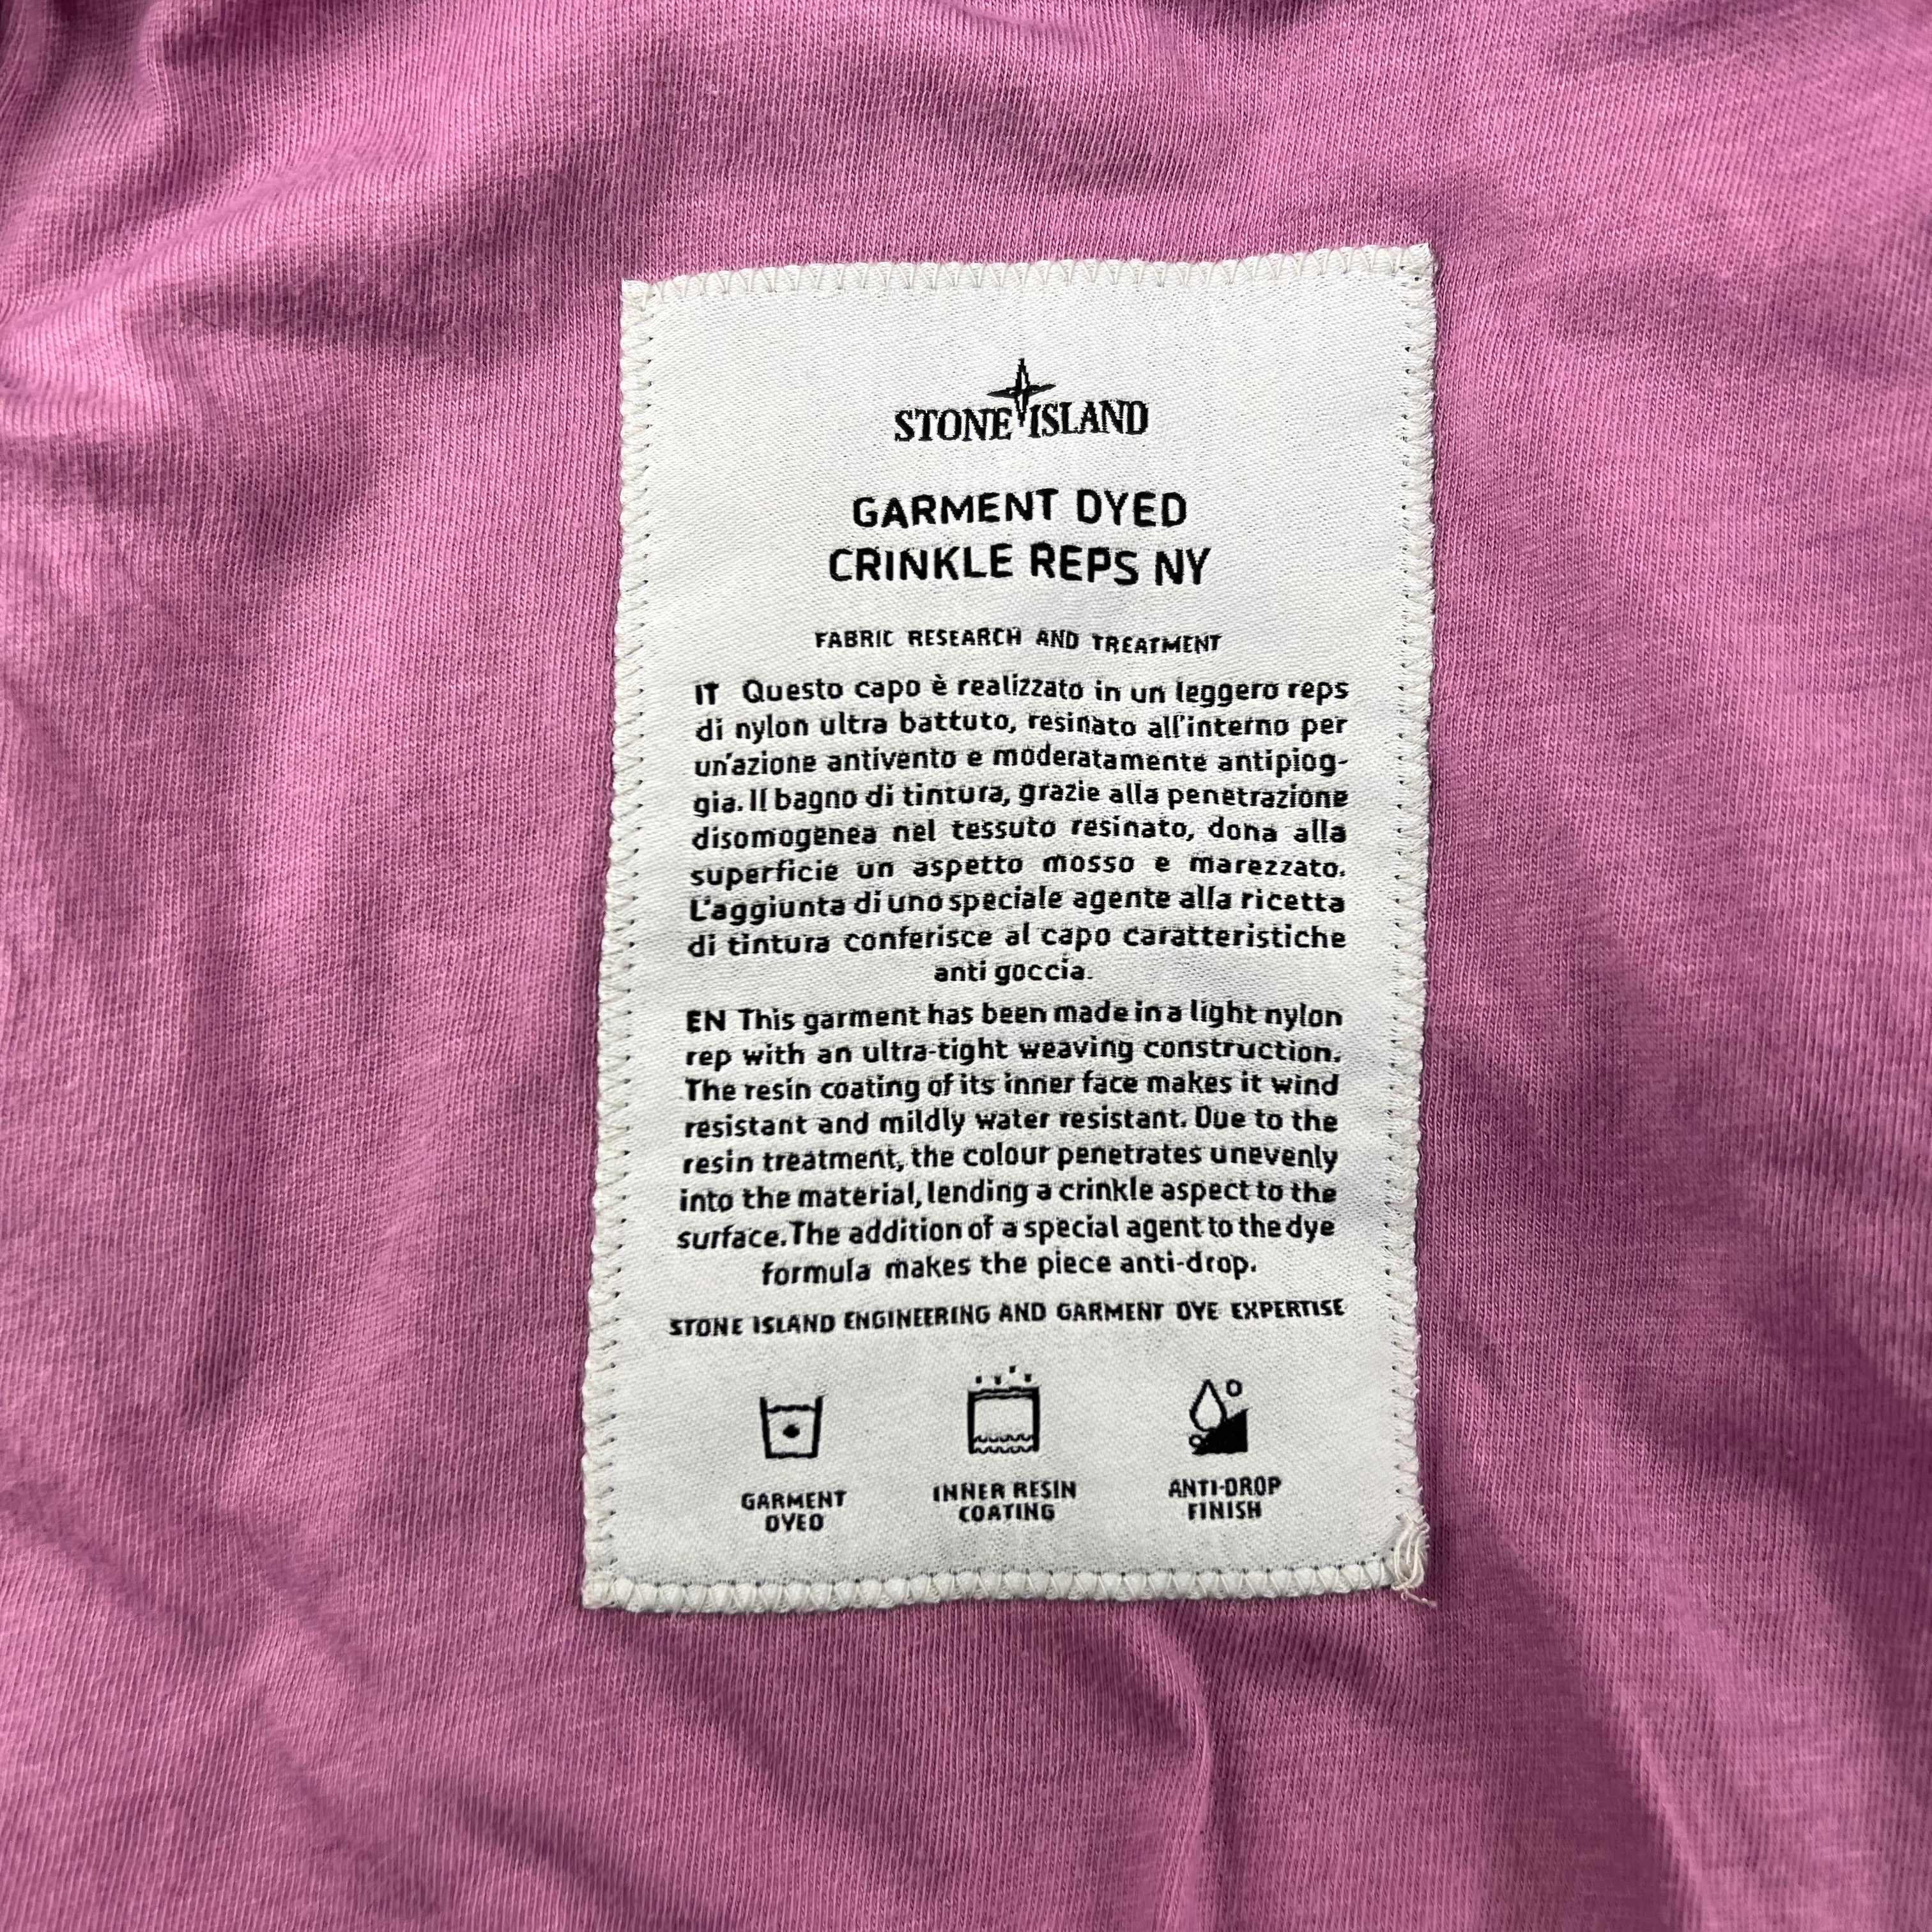 STONE ISLAND
GARMENT DYED
CRINKLE REPS NY
FABRIC RESEARCH AND TREATMENT
IT Questo capo è realizzato in un leggero reps
di nylon ultra battuto, resinato all'interno per
un'azione antivento e moderatamente antipiog-
gia. Il bagno di tintura, grazie alla penetrazione
disomogenea nel tessuto resinato, dona alla
superficie un aspetto mosso e marezzato.
L'aggiunta di uno speciale agente alla ricetta
di tintura conferisce al capo caratteristiche
anti goccia.
EN This garment has been made in a light nylon
rep with an ultra-tight weaving construction.
The resin coating of its inner face makes it wind
resistant and mildly water resistant. Due to the
resin treatment, the colour penetrates unevenly
into the material, lending a crinkle aspect to the
surface. The addition of a special agent to the dye
formula makes the piece anti-drop.
STONE ISLAND ENGINEERING AND GARMENT DYE EXPERTISE
GARMENT
DYED
INNER RESIN
COATING
ANTI-DROP
FINISH